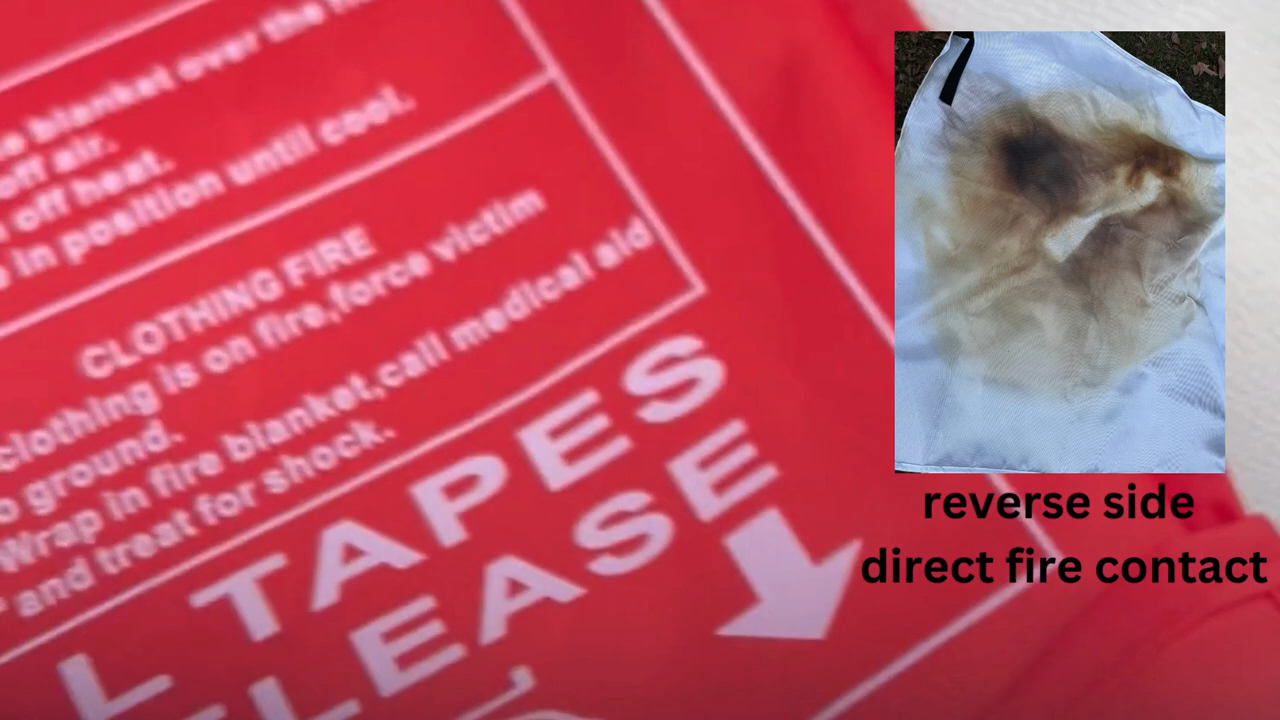 blanket over the
off air.
off heat.
in position until cool.
CLOTHING FIRE
clothing is on fire,force victim
to ground.
Wrap in fire blanket,call medical aid
and treat for shock.
TAPES
reverse side
direct fire contact